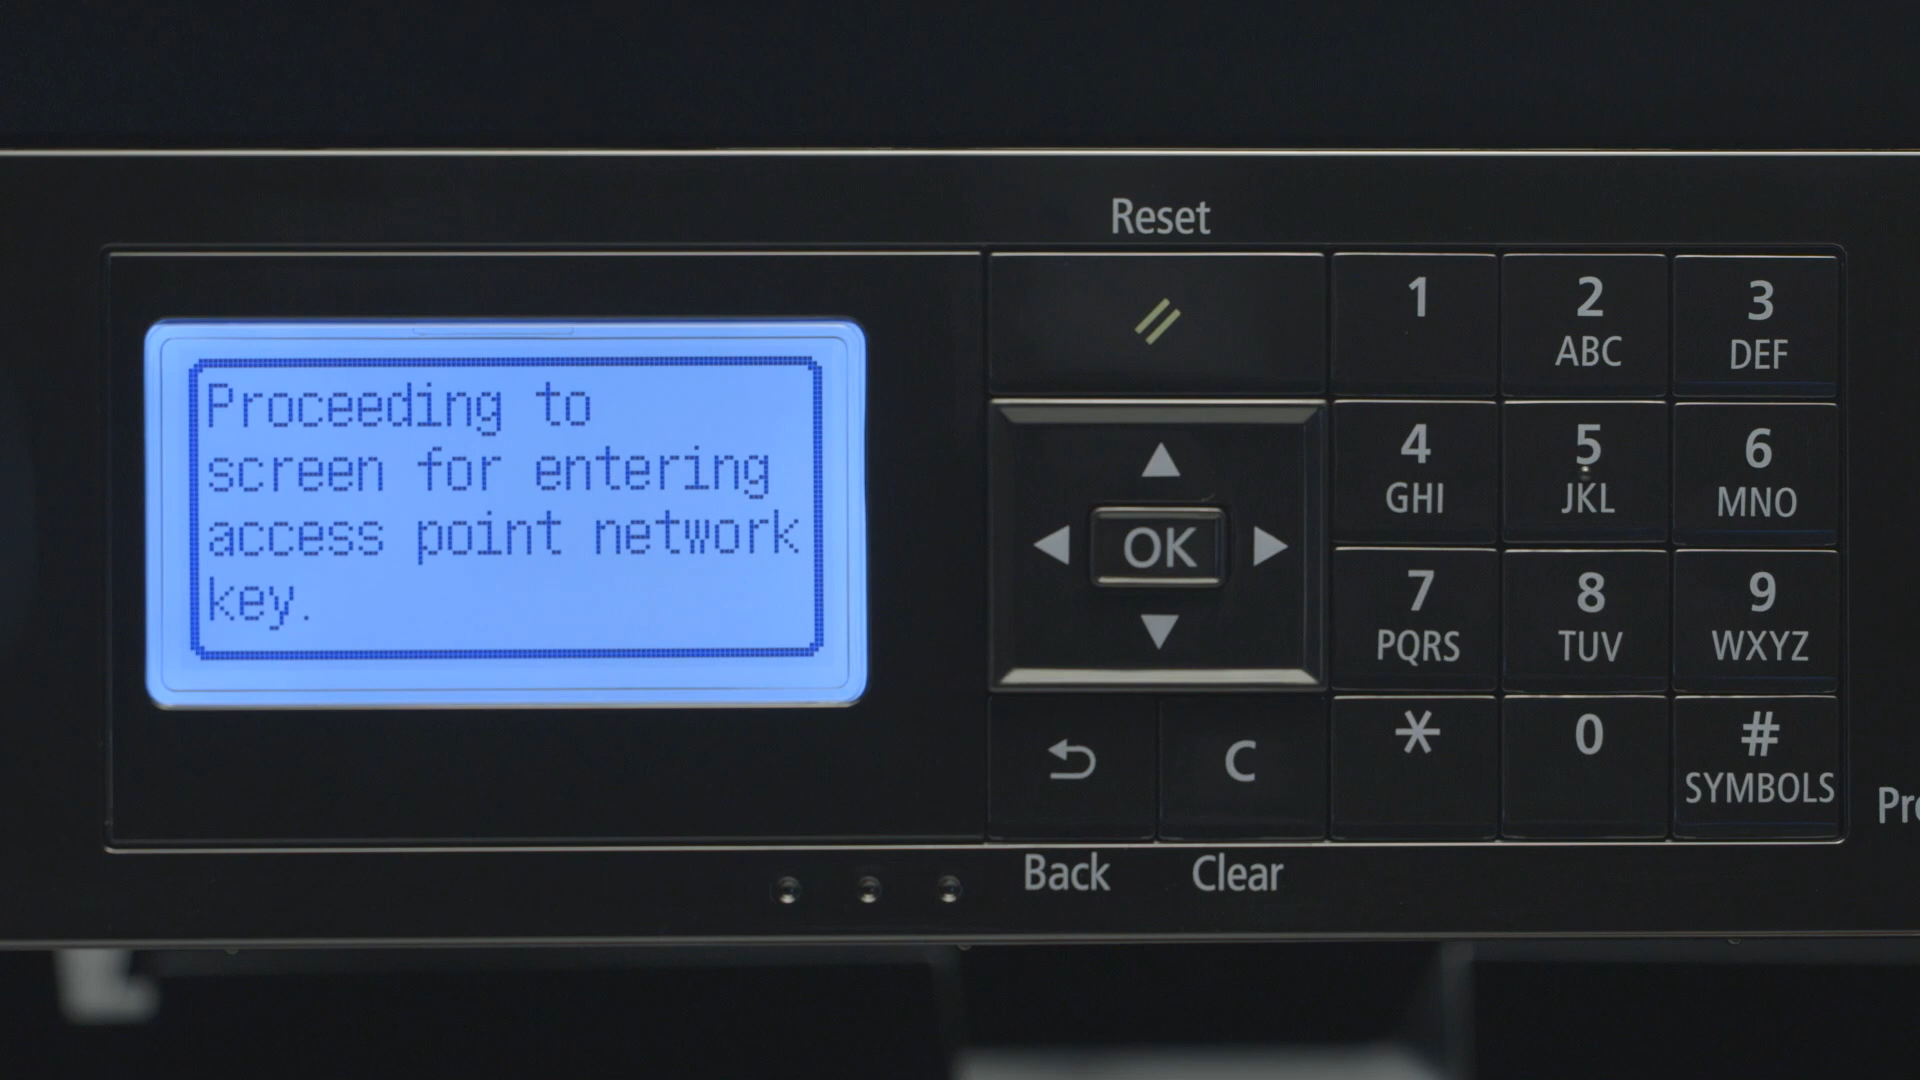 Proceeding to
screen for entering
access point network
key.
Reset
1
2
ABC
3
DEF
4
GHI
5
JKL
6
MNO
OK
7
PQRS
8
TUV
9
WXYZ
C
*
0
#
SYMBOLS
Back
Clear